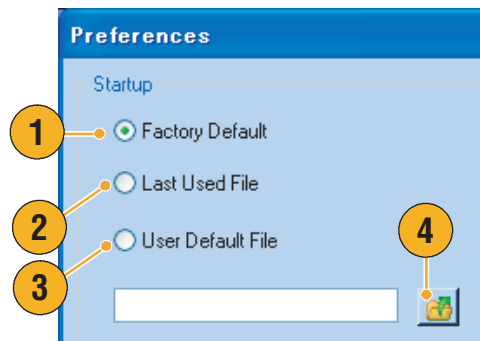 Preferences
Startup
1 Factory Default
2 Last Used File
3 User Default File
4